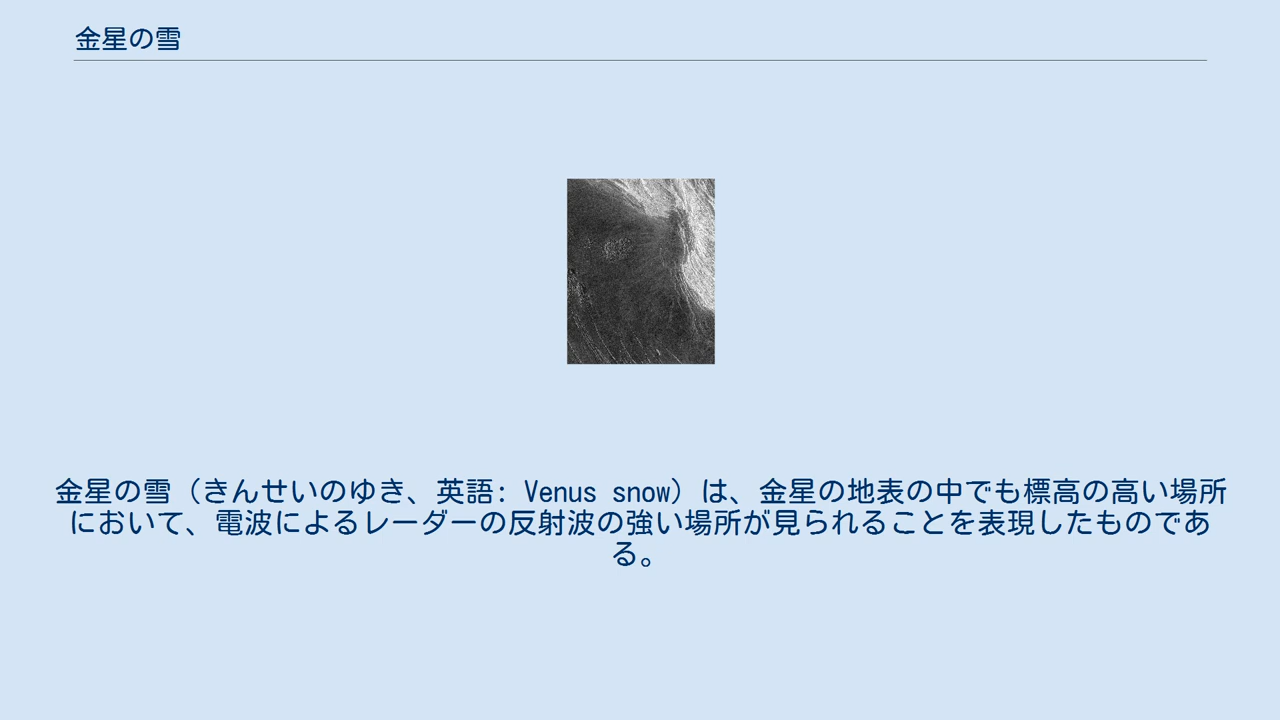 金星の雪
金星の雪（きんせいのゆき、英語: Venus snow）は、金星の地表の中でも標高の高い場所
において、電波によるレーダーの反射波の強い場所が見られることを表現したものであ
る。